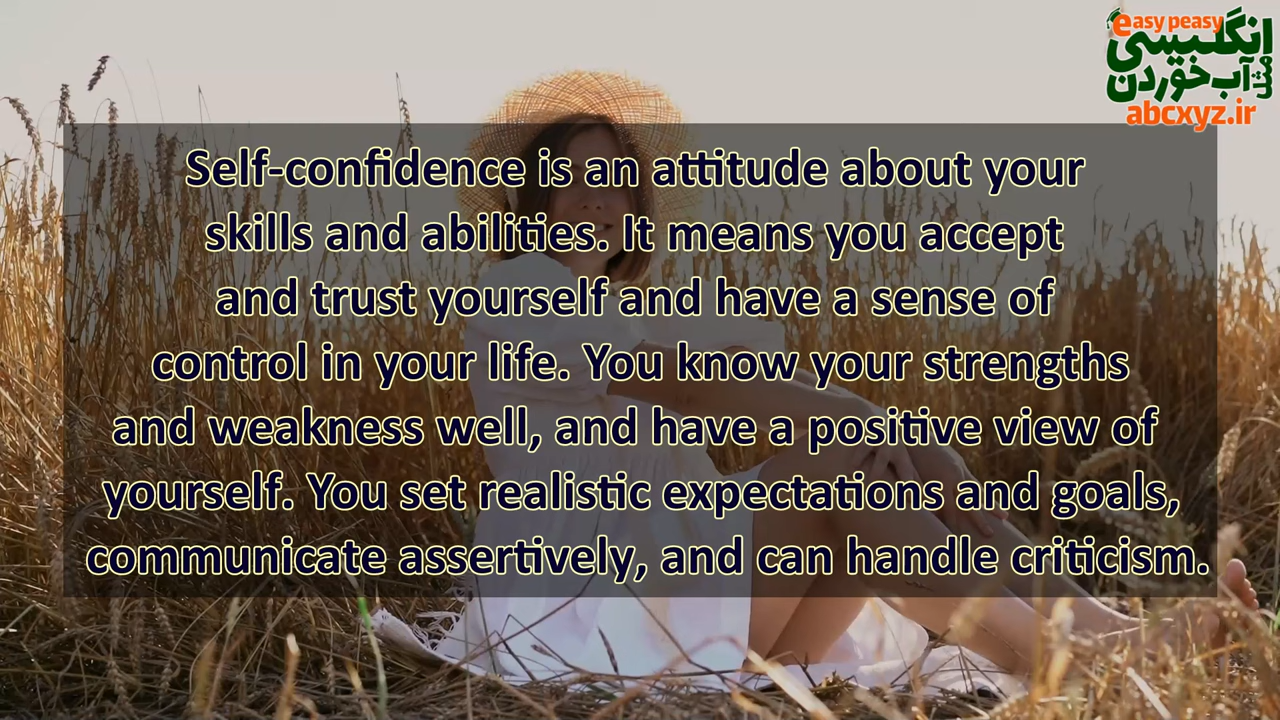 easy peasy
انگلیسی
مثل
آب خوردن
abcxyz.ir
Self-confidence is an attitude about your
skills and abilities. It means you accept
and trust yourself and have a sense of
control in your life. You know your strengths
and weakness well, and have a positive view of
yourself. You set realistic expectations and goals,
communicate assertively, and can handle criticism.